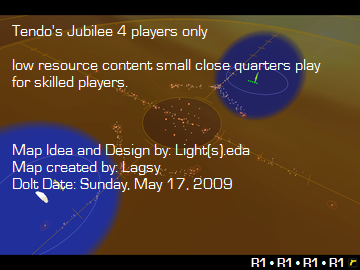 Tendo's Jubilee 4 players only
low resource content small close quarters play
for skilled players.
Map Idea and Design by: Light(s).eda
Map created by: Lagsy
DoIt Date: Sunday, May 17, 2009
R1 • R1 • R1 • R1 r